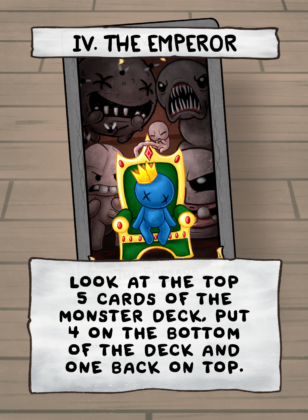 IV. THE EMPEROR
LOOK AT THE TOP
5 CARDS OF THE
MONSTER DECK. PUT
4 ON THE BOTTOM
OF THE DECK AND
ONE BACK ON TOP.